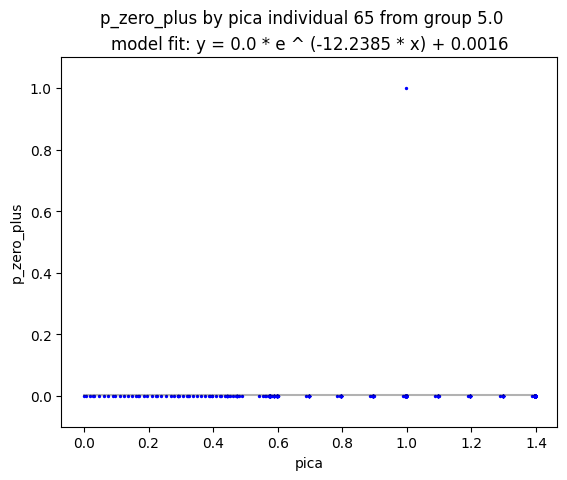 p_zero_plus by pica individual 65 from group 5.0
model fit: y = 0.0 * e ^ (-12.2385 * x) + 0.0016
1.0
0.8
0.6
0.4
0.2
0.0
p_zero_plus
0.0 0.2 0.4 0.6 0.8 1.0 1.2 1.4
pica